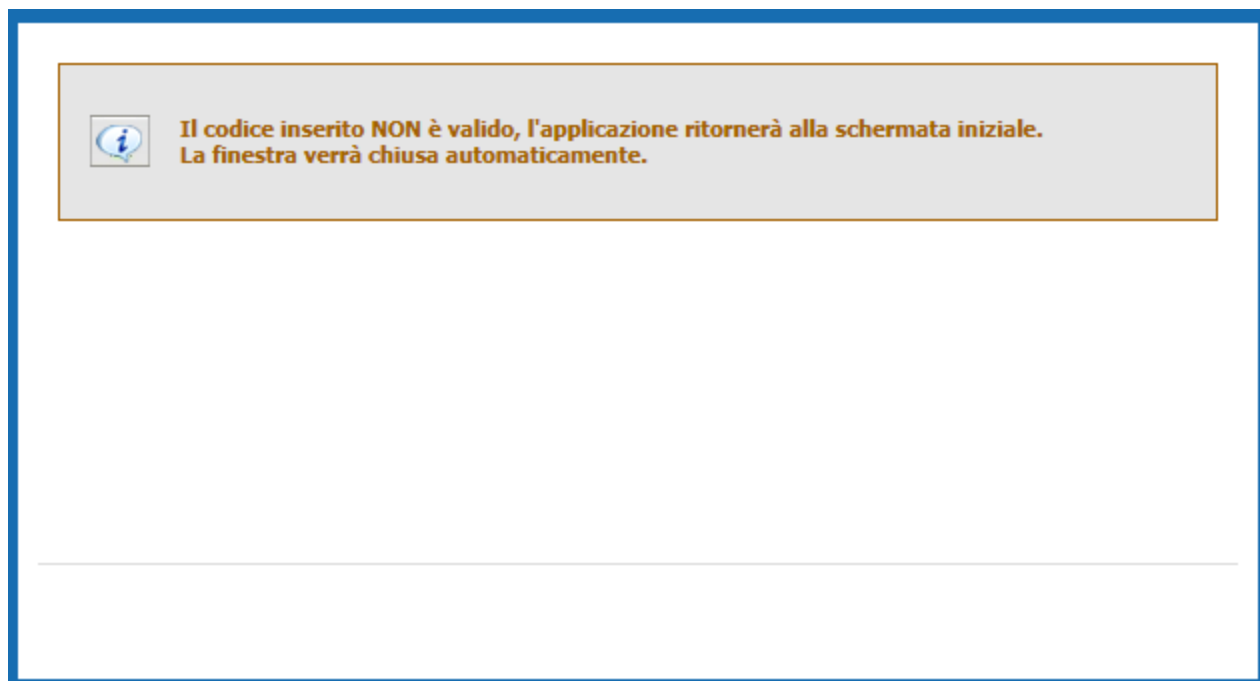 Il codice inserito NON è valido, l'applicazione ritornerà alla schermata iniziale.
La finestra verrà chiusa automaticamente.